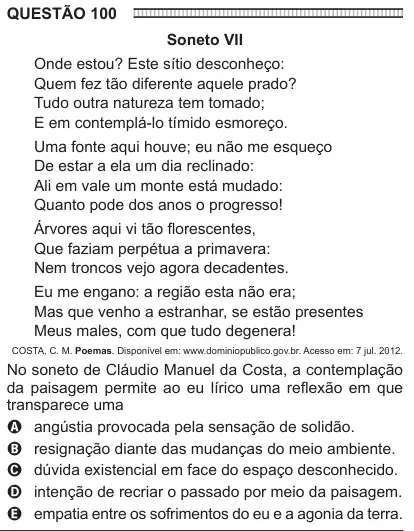 QUESTÃO 100
Soneto VII
Onde estou? Este sítio desconheço:
Quem fez tão diferente aquele prado?
Tudo outra natureza tem tomado;
E em contemplá-lo tímido esmoreço.
Uma fonte aqui houve; eu não me esqueço
De estar a ela um dia reclinado:
Ali em vale um monte está mudado:
Quanto pode dos anos o progresso!
Árvores aqui vi tão florescentes,
Que faziam perpétua a primavera:
Nem troncos vejo agora decadentes.
Eu me engano: a região esta não era;
Mas que venho a estranhar, se estão presentes
Meus males, com que tudo degenera!
COSTA, C. M. Poemas. Disponível em: www.dominiopublico.gov.br. Acesso em: 7 jul. 2012.
No soneto de Cláudio Manuel da Costa, a contemplação
da paisagem permite ao eu lírico uma reflexão em que
transparece uma
A angústia provocada pela sensação de solidão.
B resignação diante das mudanças do meio ambiente.
C dúvida existencial em face do espaço desconhecido.
D intenção de recriar o passado por meio da paisagem.
E empatia entre os sofrimentos do eu e a agonia da terra.